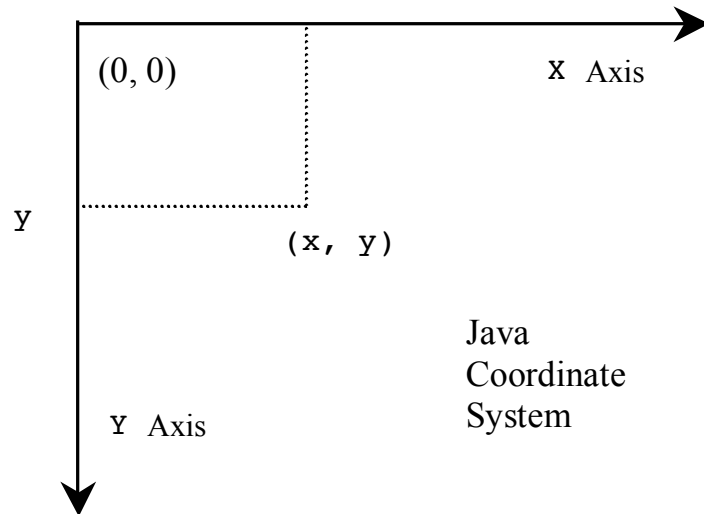 (0, 0)
X Axis
y
(x, y)
Java
Coordinate
System
Y Axis